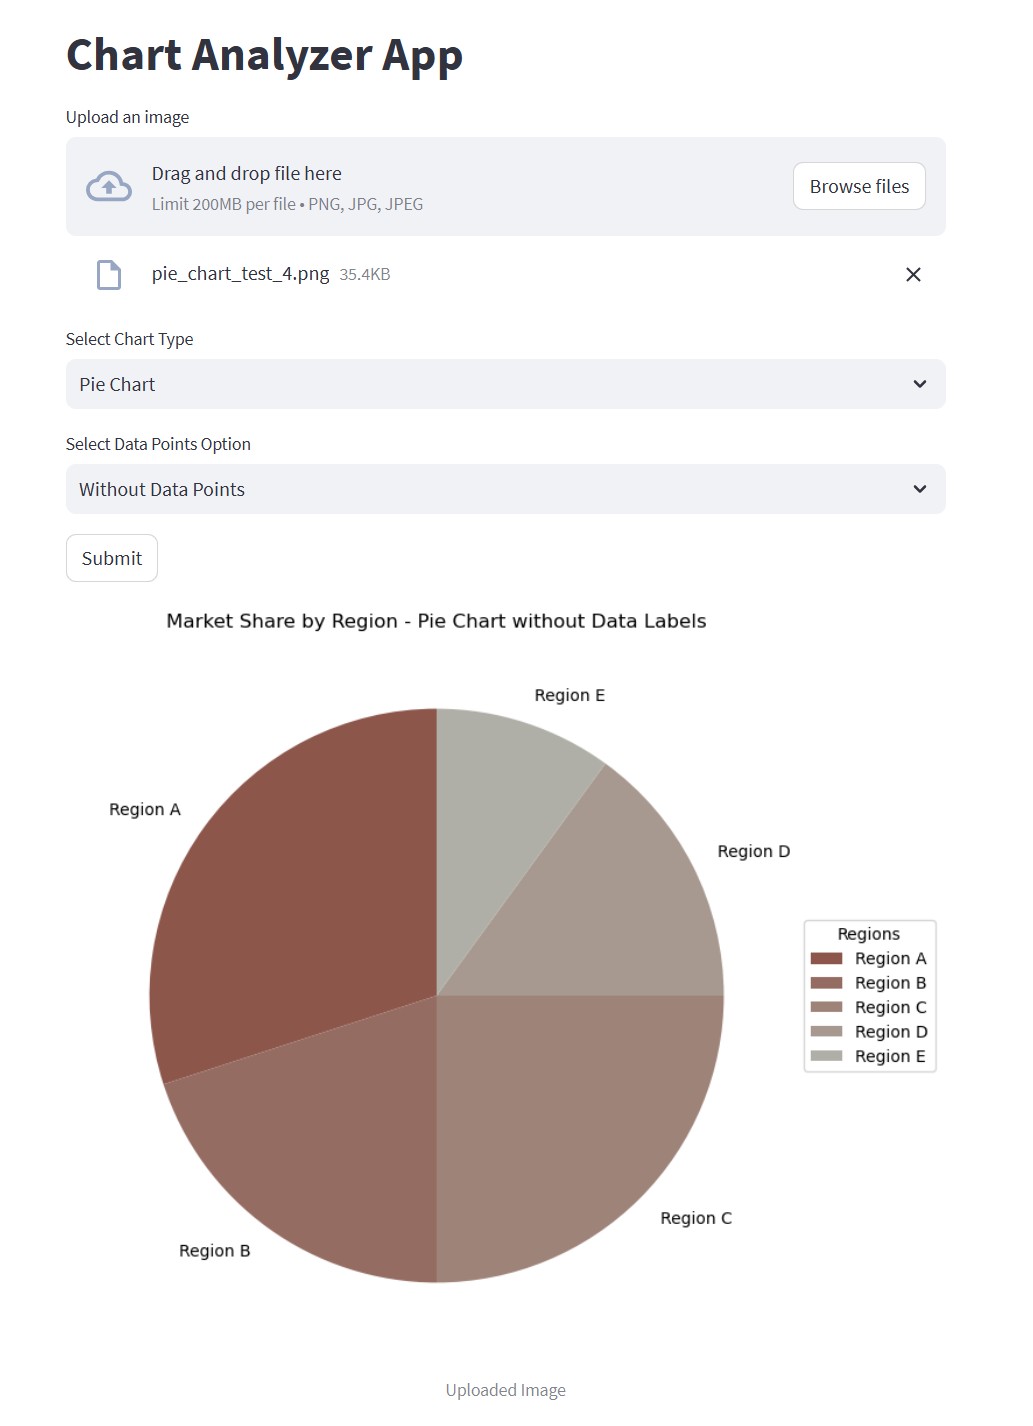 Chart Analyzer App
Upload an image
Drag and drop file here
Limit 200MB per file • PNG, JPG, JPEG
Browse files
pie_chart_test_4.png 35.4KB
Select Chart Type
Pie Chart
Select Data Points Option
Without Data Points
Submit
Market Share by Region - Pie Chart without Data Labels
Region E
Region A
Region D
Regions
Region A
Region B
Region C
Region D
Region E
Region C
Region B
Uploaded Image